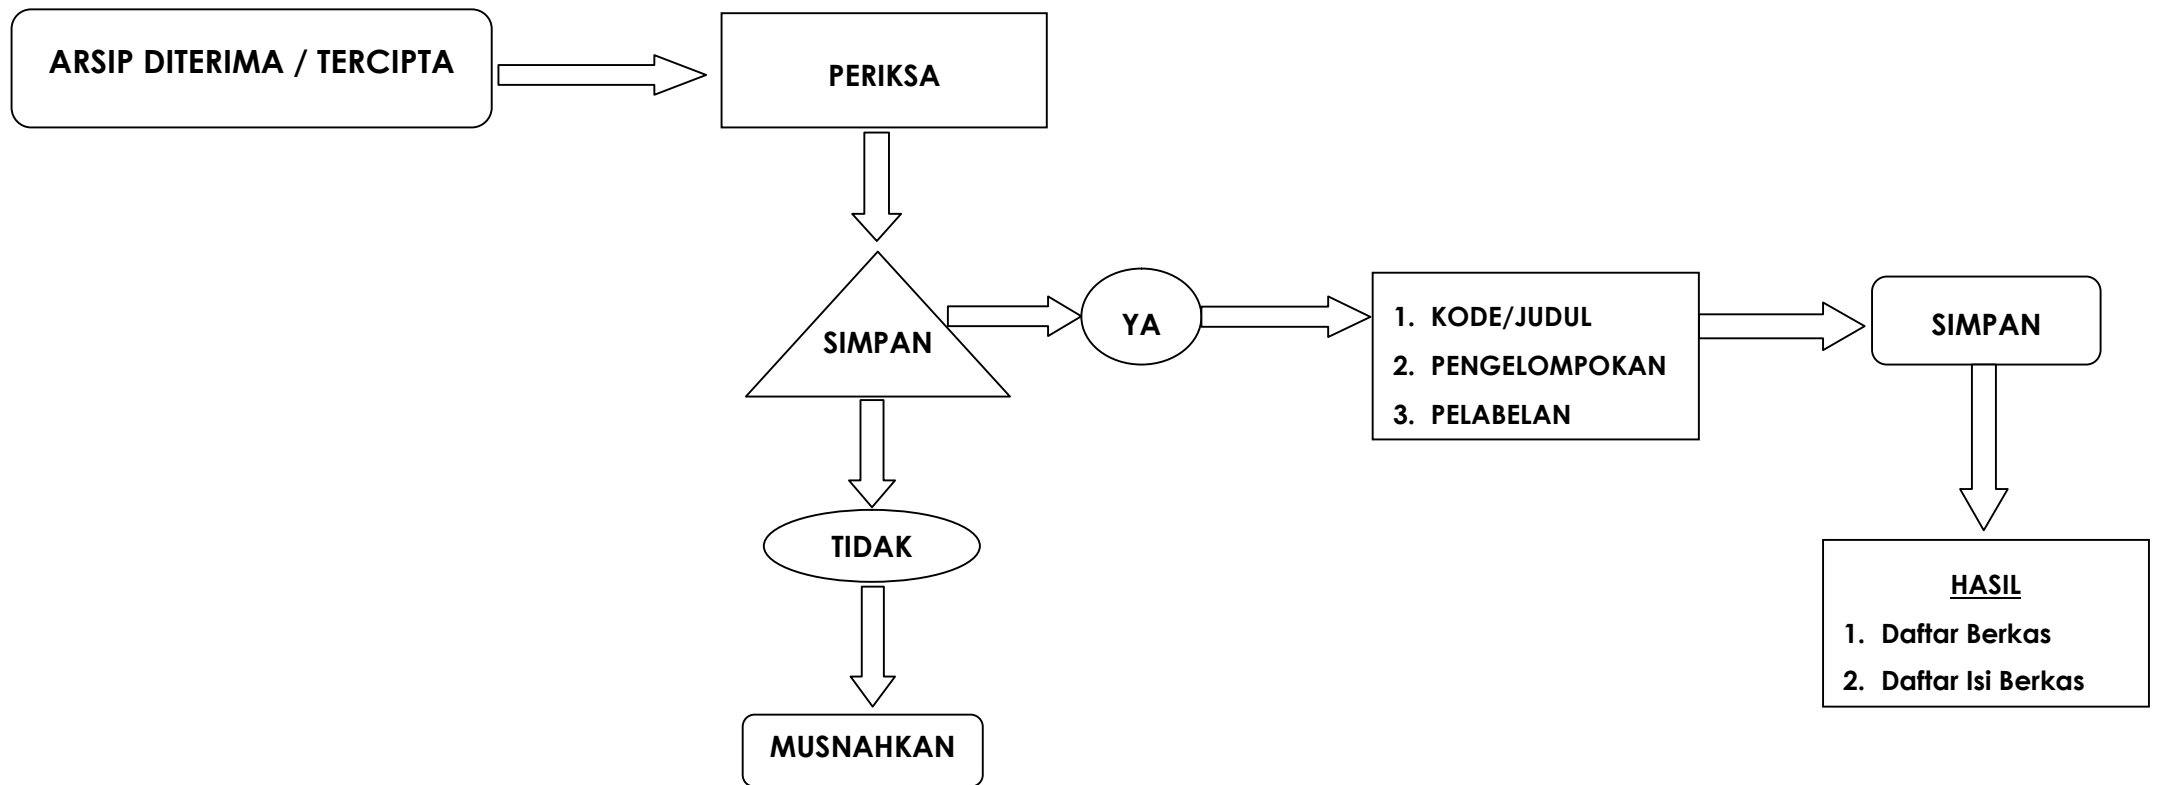 ARSIP DITERIMA / TERCIPTA
PERIKSA
SIMPAN
YA
1. KODE/JUDUL
2. PENGELOMPOKAN
3. PELABELAN
SIMPAN
TIDAK
MUSNAHKAN
HASIL
1. Daftar Berkas
2. Daftar Isi Berkas